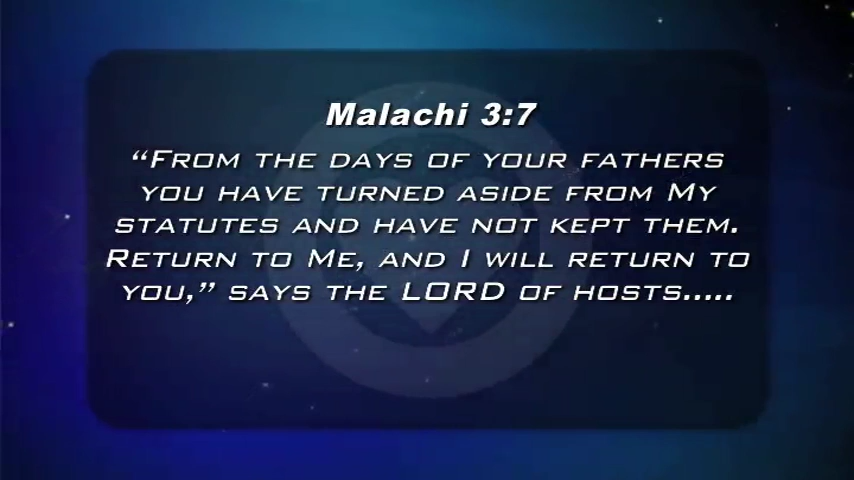 Malachi 3:7
“From the days of your fathers
you have turned aside from My
statutes and have not kept them.
Return to Me, and I will return to
you,” says the LORD of hosts.....